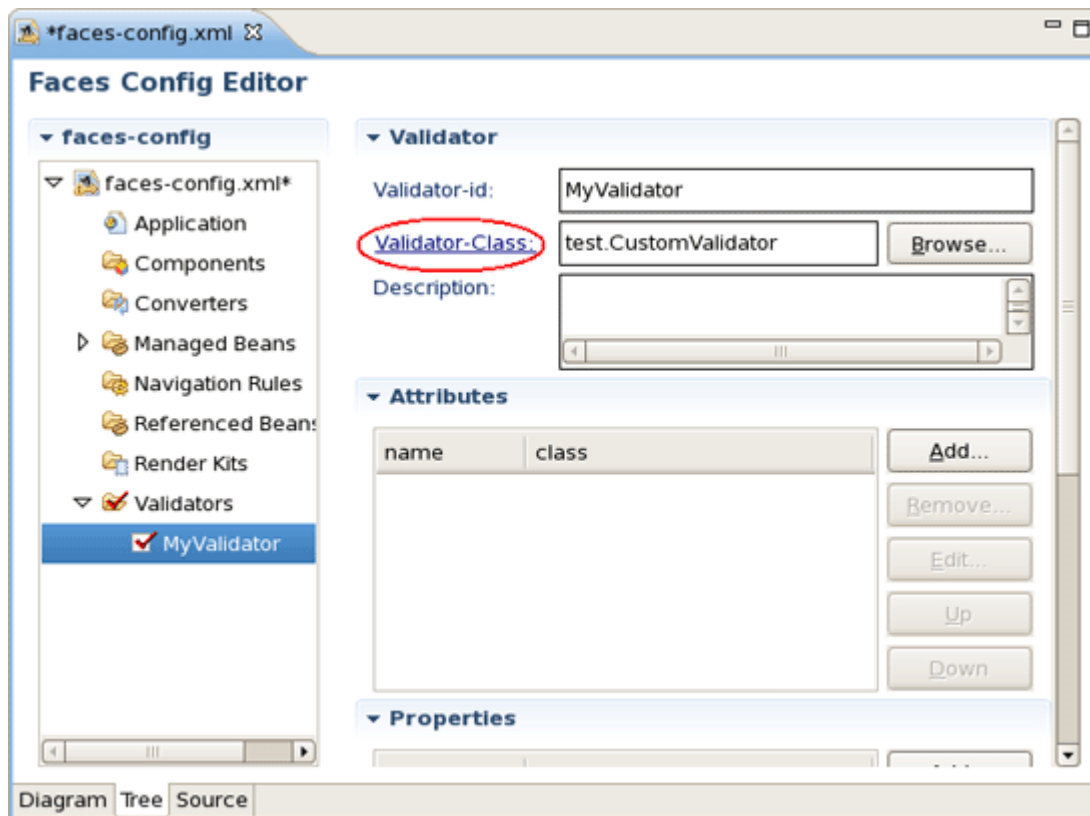 *faces-config.xml
Faces Config Editor
faces-config
faces-config.xml*
Application
Components
Converters
Managed Beans
Navigation Rules
Referenced Bean
Render Kits
Validators
MyValidator
Validator
Validator-id: MyValidator
Validator-Class: test.CustomValidator Browse...
Description:
Attributes
name class
Add...
Remove...
Edit...
Up
Down
Properties
Diagram Tree Source